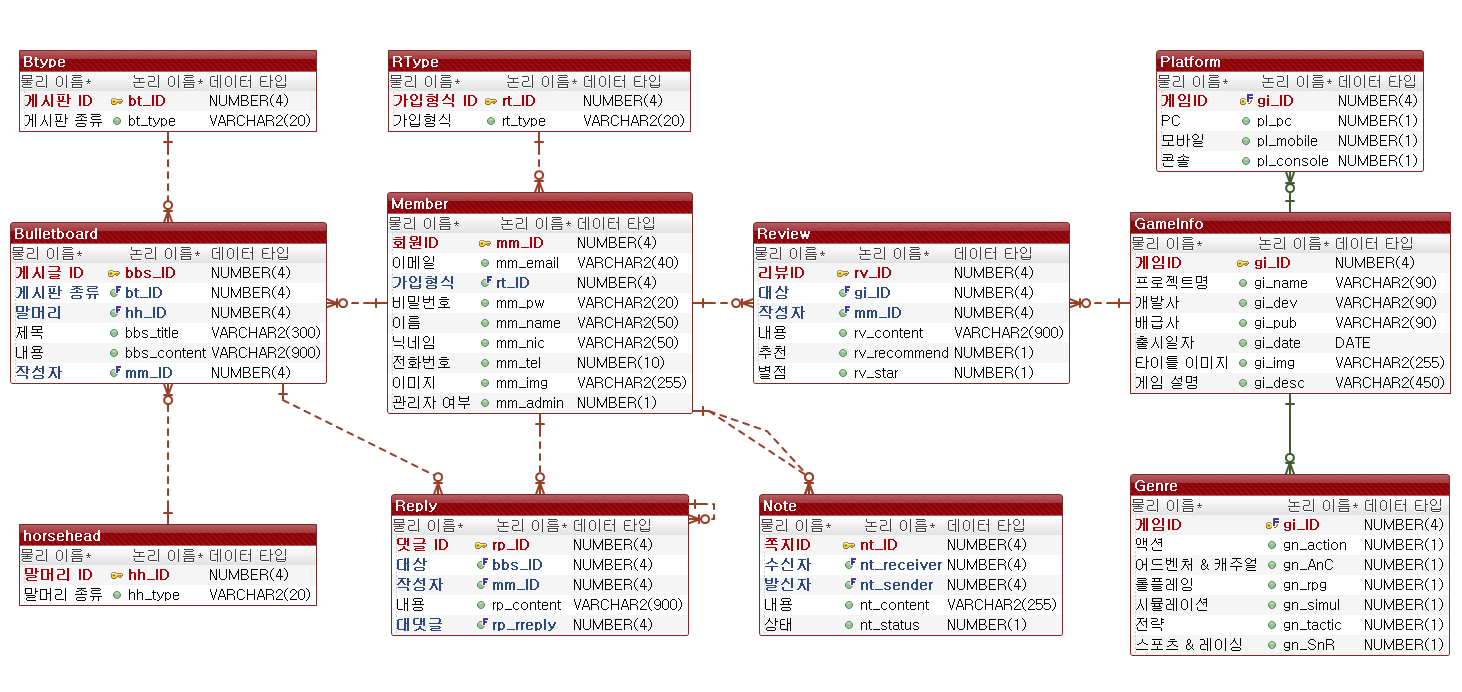 Btype
물리 이름* 논리 이름* 데이터 타입
게시판 ID bt_ID NUMBER(4)
게시판 종류 bt_type VARCHAR2(20)
RType
물리 이름* 논리 이름* 데이터 타입
가입형식 ID rt_ID NUMBER(4)
가입형식 rt_type VARCHAR2(20)
Platform
물리 이름* 논리 이름* 데이터 타입
게임ID gi_ID NUMBER(4)
PC pl_pc NUMBER(1)
모바일 pl_mobile NUMBER(1)
콘솔 pl_console NUMBER(1)
Bulletboard
물리 이름* 논리 이름* 데이터 타입
게시글 ID bbs_ID NUMBER(4)
게시판 종류 bt_ID NUMBER(4)
말머리 hh_ID NUMBER(4)
제목 bbs_title VARCHAR2(300)
내용 bbs_content VARCHAR2(900)
작성자 mm_ID NUMBER(4)
Member
물리 이름* 논리 이름* 데이터 타입
회원ID mm_ID NUMBER(4)
이메일 mm_email VARCHAR2(40)
가입형식 rt_ID NUMBER(4)
비밀번호 mm_pw VARCHAR2(20)
이름 mm_name VARCHAR2(50)
닉네임 mm_nic VARCHAR2(50)
전화번호 mm_tel NUMBER(10)
이미지 mm_img VARCHAR2(255)
관리자 여부 mm_admin NUMBER(1)
Review
물리 이름* 논리 이름* 데이터 타입
리뷰ID rv_ID NUMBER(4)
대상 gi_ID NUMBER(4)
작성자 mm_ID NUMBER(4)
내용 rv_content VARCHAR2(900)
추천 rv_recommend NUMBER(1)
별점 rv_star NUMBER(1)
GameInfo
물리 이름* 논리 이름* 데이터 타입
게임ID gi_ID NUMBER(4)
프로젝트명 gi_name VARCHAR2(90)
개발사 gi_dev VARCHAR2(90)
배급사 gi_pub VARCHAR2(90)
출시일자 gi_date DATE
타이틀 이미지 gi_img VARCHAR2(255)
게임 설명 gi_desc VARCHAR2(450)
horsehead
물리 이름* 논리 이름* 데이터 타입
말머리 ID hh_ID NUMBER(4)
말머리 종류 hh_type VARCHAR2(20)
Reply
물리 이름* 논리 이름* 데이터 타입
댓글 ID rp_ID NUMBER(4)
대상 bbs_ID NUMBER(4)
작성자 mm_ID NUMBER(4)
내용 rp_content VARCHAR2(900)
대댓글 rp_rreply NUMBER(4)
Note
물리 이름* 논리 이름* 데이터 타입
쪽지ID nt_ID NUMBER(4)
수신자 nt_receiver NUMBER(4)
발신자 nt_sender NUMBER(4)
내용 nt_content VARCHAR2(255)
상태 nt_status NUMBER(1)
Genre
물리 이름* 논리 이름* 데이터 타입
게임ID gi_ID NUMBER(4)
액션 gn_action NUMBER(1)
어드벤처 & 캐주얼 gn_AnC NUMBER(1)
롤플레잉 gn_rpg NUMBER(1)
시뮬레이션 gn_simul NUMBER(1)
전략 gn_tactic NUMBER(1)
스포츠 & 레이싱 gn_SnR NUMBER(1)